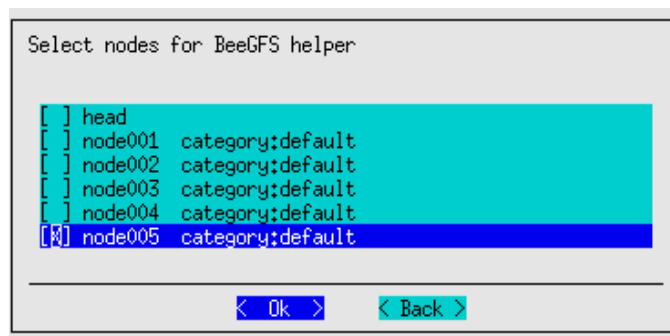 Select nodes for BeeGFS helper
[ ] head
[ ] node001 category:default
[ ] node002 category:default
[ ] node003 category:default
[ ] node004 category:default
[X] node005 category:default
< Ok > < Back >